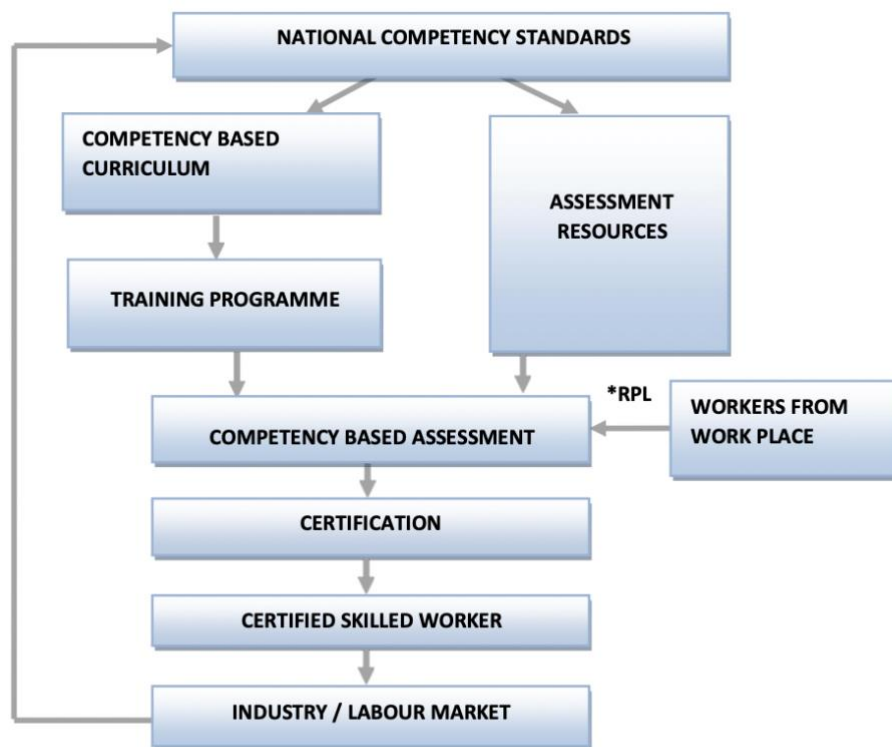 NATIONAL COMPETENCY STANDARDS
COMPETENCY BASED
CURRICULUM
ASSESSMENT
RESOURCES
TRAINING PROGRAMME
*RPL
WORKERS FROM
WORK PLACE
COMPETENCY BASED ASSESSMENT
CERTIFICATION
CERTIFIED SKILLED WORKER
INDUSTRY / LABOUR MARKET